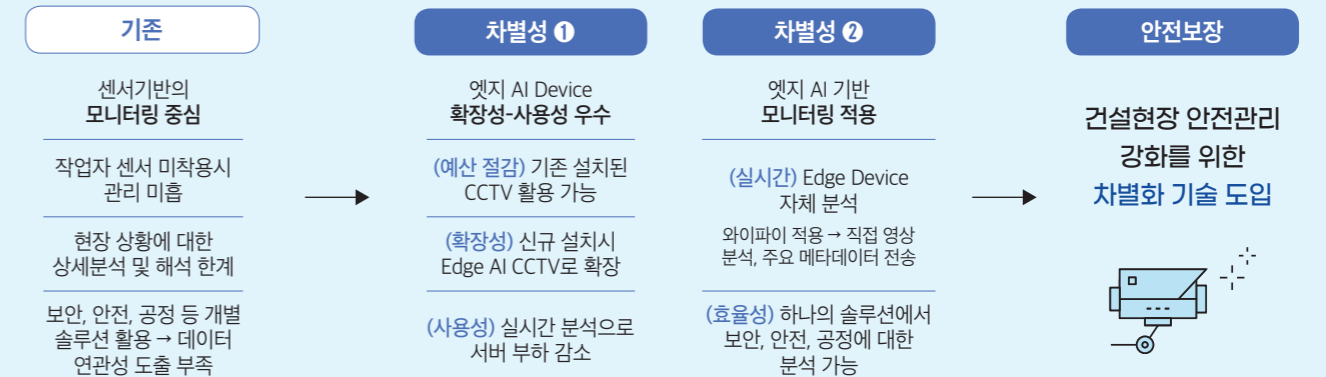 기존
센서기반의
모니터링 중심
작업자 센서 미착용시
관리 미흡
현장 상황에 대한
상세분석 및 해석 한계
보안, 안전, 공정 등 개별
솔루션 활용 → 데이터
연관성 도출 부족
차별성 ❶
엣지 AI Device
확장성-사용성 우수
(예산 절감) 기존 설치된
CCTV 활용 가능
(확장성) 신규 설치시
Edge AI CCTV로 확장
(사용성) 실시간 분석으로
서버 부하 감소
차별성 ❷
엣지 AI 기반
모니터링 적용
(실시간) Edge Device
자체 분석
와이파이 적용 → 직접 영상
분석, 주요 메타데이터 전송
(효율성) 하나의 솔루션에서
보안, 안전, 공정에 대한
분석 가능
안전보장
건설현장 안전관리
강화를 위한
차별화 기술 도입